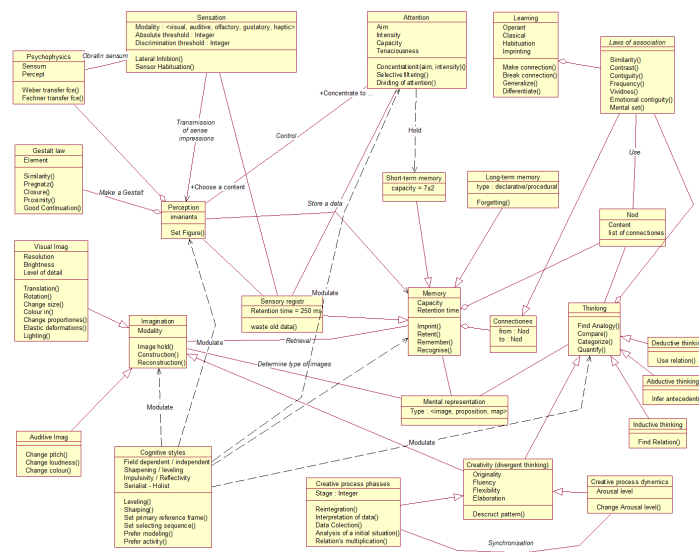 Sensation
Modality : <visual, auditive, olfactory, gustatory, haptic>
Absolute threshold : Integer
Discrimination threshold : Integer
Lateral Inhibion()
Sensor Habituation()
Attention
Aim
Intensity
Capacity
Tenaciousness
Concentrationit(aim, intensity)()
Selective filtering()
Dividing of attention()
Learning
Operant
Clasical
Habituation
Imprinting
Make connection()
Break connection()
Generalize()
Differentiate()
Laws of association
Similarity()
Contrast()
Contiguity()
Frequency()
Vividnes()
Emotional contiguity()
Mental set()
Psychophysics
Sensum
Percept
Weber transfer fce()
Fechner transfer fce()
Obratin sensum
+Concentrate to ...
Transmission
of sense
impressions
Control
Hold
Use
Gestalt law
Element
Similarity()
Pregnatz()
Closure()
Proximity()
Good Continuation()
Make a Gestalt
+Choose a content
Perception
invariants
Set Figure()
Store a data
Short-term memory
capacity = 7±2
Long-term memory
type : declarative/procedural
Forgetting()
Nod
Content
list of connectiones
Visual Imag
Resolution
Brightness
Level of detail
Translation()
Rotation()
Change size()
Colour in()
Change proportiones()
Elastic deformations()
Lighting()
Imagination
Modality
Image hold()
Construction()
Reconstruction()
Sensory registr
Retention time = 250 ms
waste old data()
Modulate
Memory
Capacity
Retention time
Imprint()
Retent()
Remember()
Recognise()
Connectiones
from : Nod
to : Nod
Thinking
Find Analogy()
Compare()
Categorize()
Quantify()
Deductive thinking
Use relation()
Abductive thinking
Infer antecedent()
Inductive thinking
Find Relation()
Retrieval
Modulate
Determine type of images
Mental representation
Type : <image, proposition, map>
Modulate
Modulate
Auditive Imag
Change pitch()
Change loudness()
Change colour()
Cognitive styles
Field dependent / independent
Sharpening / leveling
Impulsivity / Reflectivity
Serialist - Holist
Leveling()
Sharping()
Set primary reference frame()
Set selecting sequence()
Prefer modeling()
Prefer activity()
Creative process phasses
Stage : Integer
Reintegration()
Interpretation of data()
Data Colection()
Analysis of a initial situation()
Relation's multiplication()
Creativity (divergent thinking)
Originality
Fluency
Flexibility
Elaboration
Descruct pattern()
Creative process dynamics
Arousal level
Change Arousal level()
Synchronisation